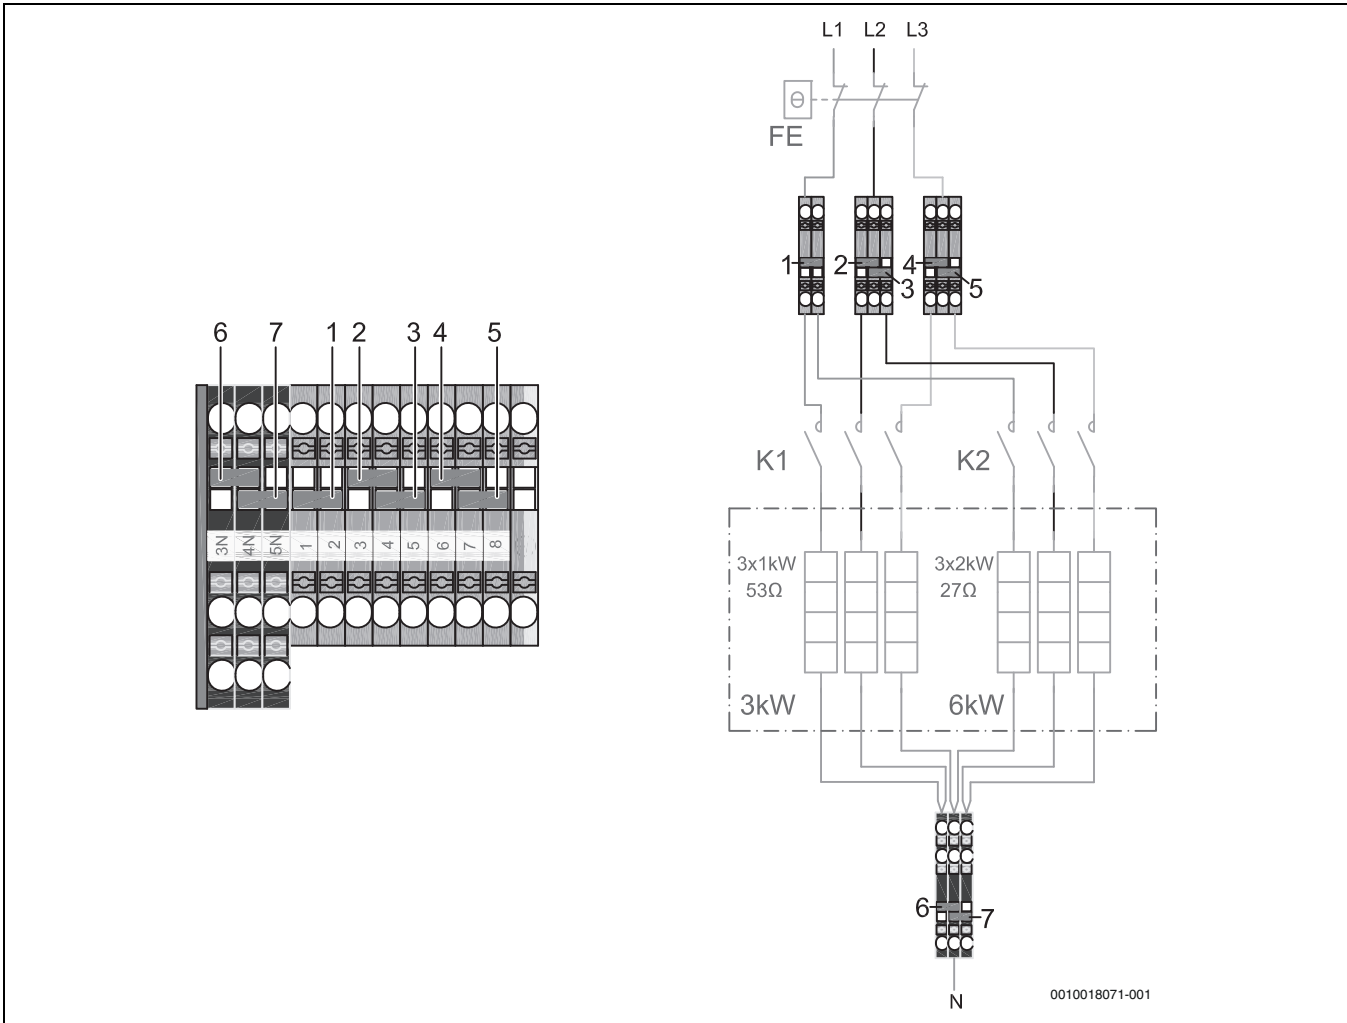 L1 L2 L3
FE
1 2 3 4 5
6 7 1 2 3 4 5
3N 4N 5N 1 2 3 4 5 6 7 8
K1 K2
3x1kW 3x2kW
53Ω 27Ω
3kW 6kW
6 7
N
0010018071-001